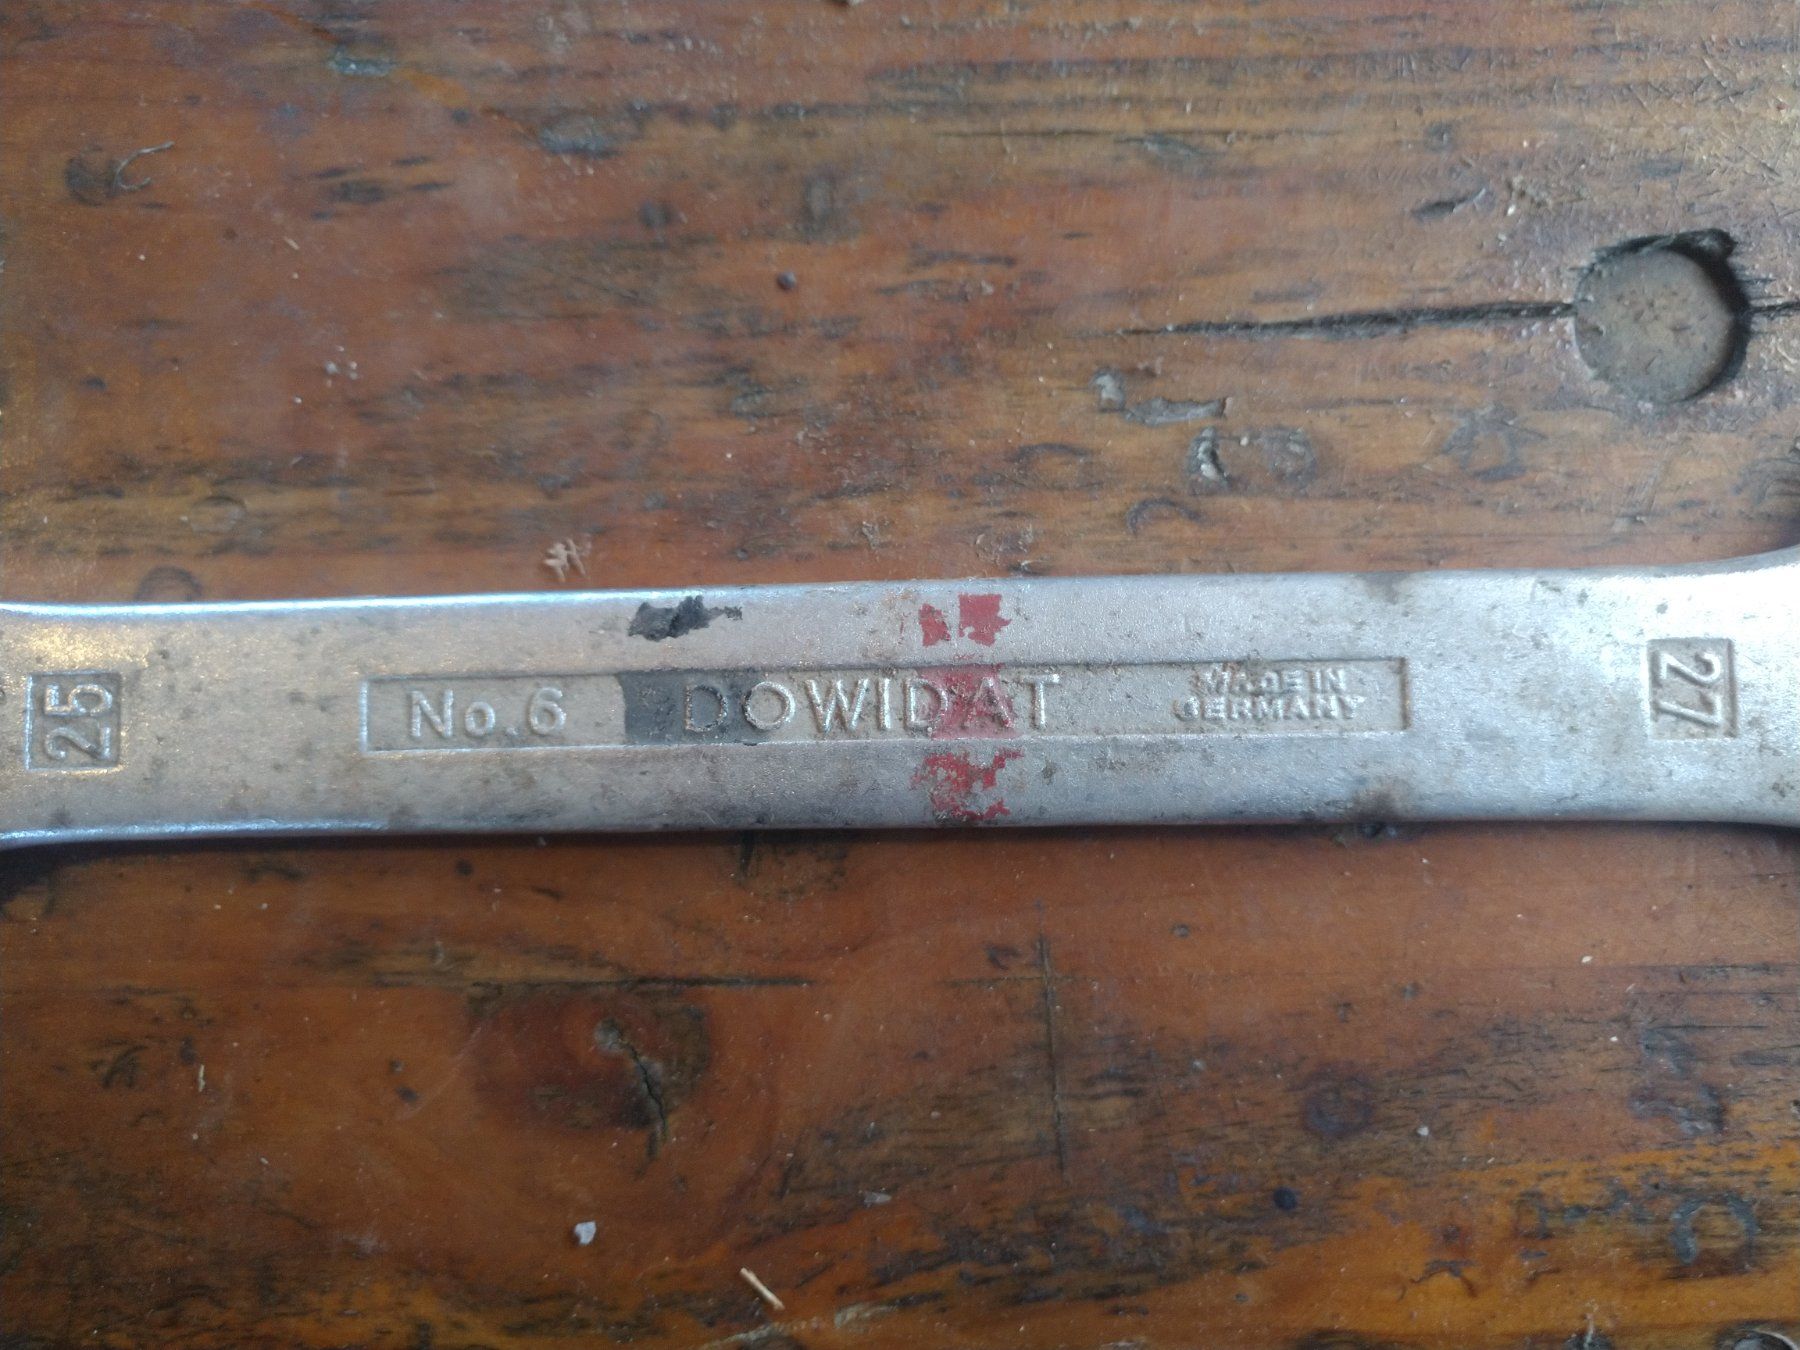 25
No.6 DOWIDAT
MADE IN
GERMANY
27